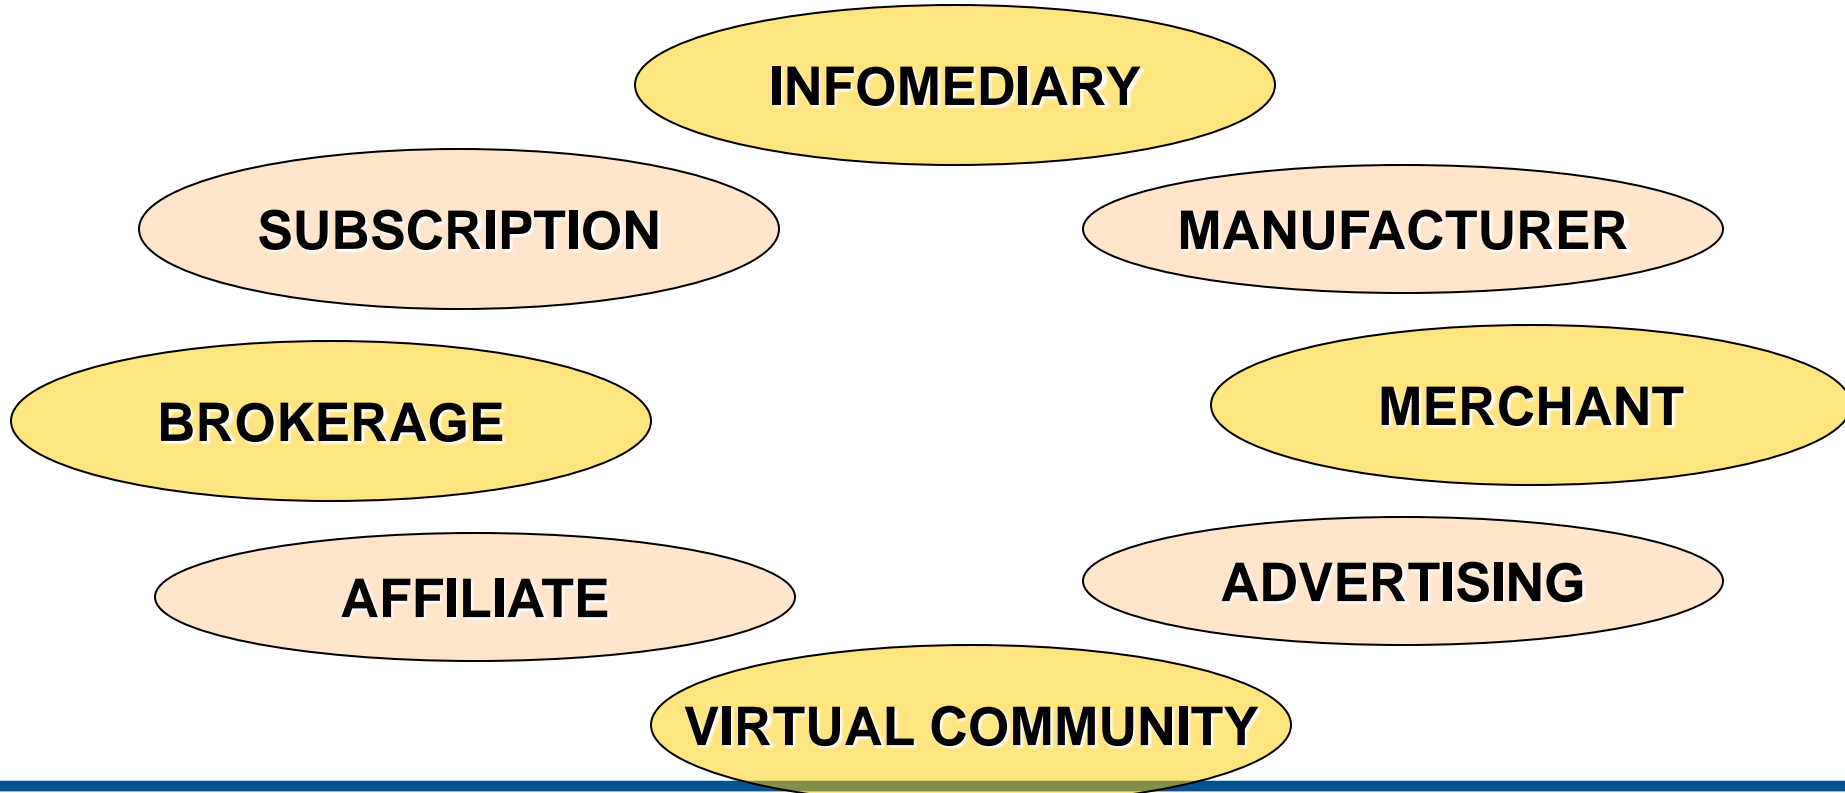 INFOMEDIARY
SUBSCRIPTION
MANUFACTURER
BROKERAGE
MERCHANT
AFFILIATE
ADVERTISING
VIRTUAL COMMUNITY